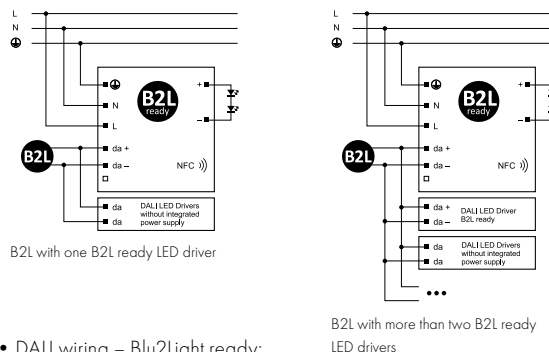 L
N
B2L
ready
+
N
–
L
B2L
da +
da –
NFC
da
da
DALI LED Drivers
without integrated
power supply
B2L with one B2L ready LED driver
L
N
B2L
ready
+
N
–
L
B2L
da +
da –
NFC
da +
da –
DALI LED Driver
B2L ready
da
da
DALI LED Drivers
without integrated
power supply
•••
B2L with more than two B2L ready
LED drivers
• DALI wiring – Blu2Light ready: